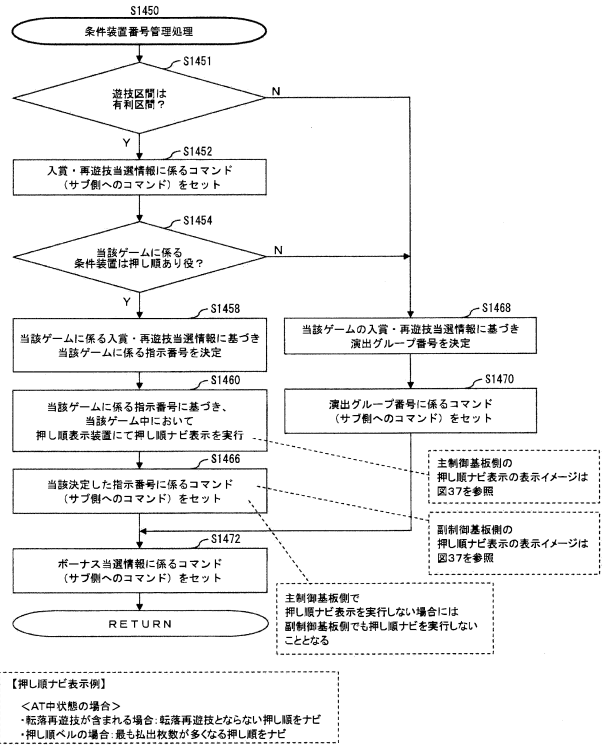 S1450
条件装置番号管理処理
S1451
遊技区間は
有利区間？
N
Y
S1452
入賞・再遊技当選情報に係るコマンド
（サブ側へのコマンド）をセット
S1454
当該ゲームに係る
条件装置は押し順あり役？
N
Y
S1458
当該ゲームに係る入賞・再遊技当選情報に基づき
当該ゲームに係る指示番号を決定
S1468
当該ゲームの入賞・再遊技当選情報に基づき
演出グループ番号を決定
S1460
当該ゲームに係る指示番号に基づき、
当該ゲーム中において
押し順表示装置にて押し順ナビ表示を実行
S1470
演出グループ番号に係るコマンド
（サブ側へのコマンド）をセット
S1466
当該決定した指示番号に係るコマンド
（サブ側へのコマンド）をセット
主制御基板側の
押し順ナビ表示の表示イメージは
図37を参照
副制御基板側の
押し順ナビ表示の表示イメージは
図37を参照
S1472
ボーナス当選情報に係るコマンド
（サブ側へのコマンド）をセット
主制御基板側で
押し順ナビ表示を実行しない場合には
副制御基板側でも押し順ナビを実行しない
こととなる
RETURN
【押し順ナビ表示例】
＜AT中状態の場合＞
・転落再遊技が含まれる場合：転落再遊技とならない押し順をナビ
・押し順ベルの場合：最も払出枚数が多くなる押し順をナビ